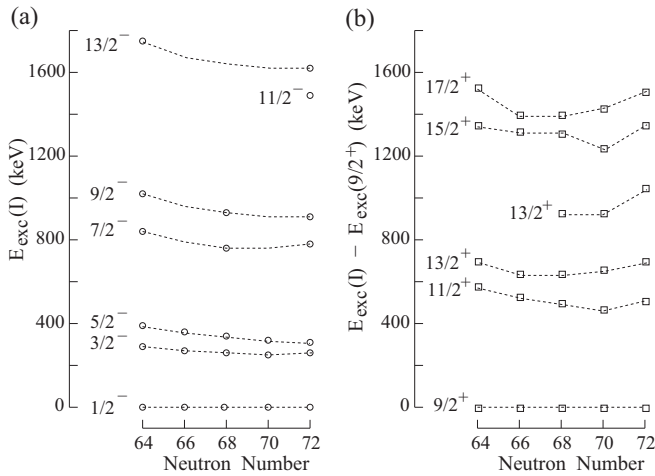 (a)
E_exc(I) (keV)
1600
1200
800
400
0
13/2⁻
11/2⁻
9/2⁻
7/2⁻
5/2⁻
3/2⁻
1/2⁻
64 66 68 70 72
Neutron Number
(b)
E_exc(I) − E_exc(9/2⁺) (keV)
1600
1200
800
400
0
17/2⁺
15/2⁺
13/2⁺
13/2⁺
11/2⁺
9/2⁺
64 66 68 70 72
Neutron Number